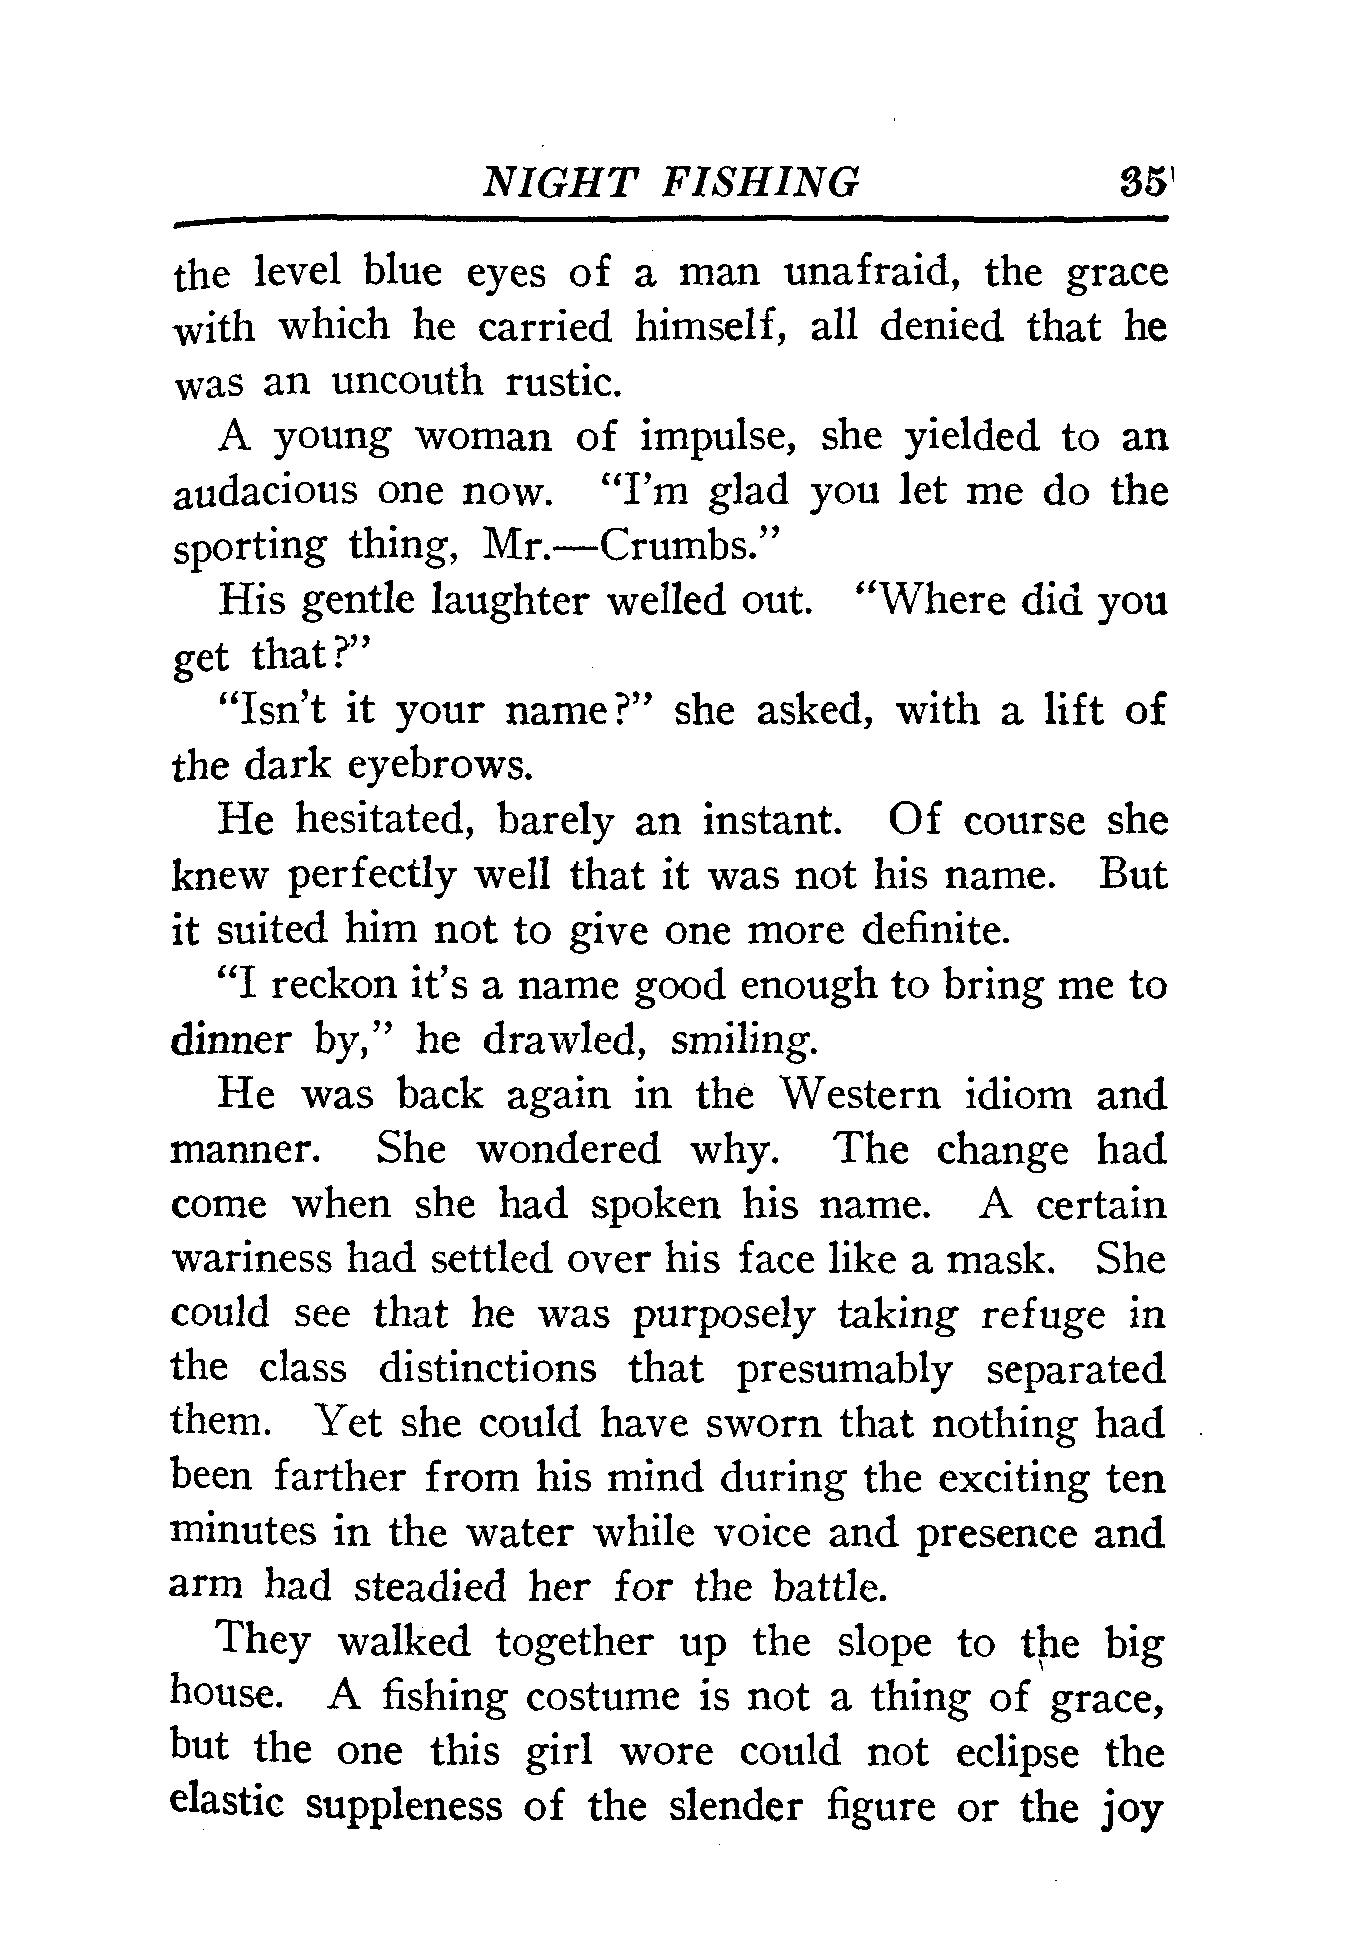 NIGHT FISHING 35
the level blue eyes of a man unafraid, the grace
with which he carried himself, all denied that he
was an uncouth rustic.
A young woman of impulse, she yielded to an
audacious one now. “I’m glad you let me do the
sporting thing, Mr.—Crumbs.”
His gentle laughter welled out. “Where did you
get that?”
“Isn’t it your name?” she asked, with a lift of
the dark eyebrows.
He hesitated, barely an instant. Of course she
knew perfectly well that it was not his name. But
it suited him not to give one more definite.
“I reckon it’s a name good enough to bring me to
dinner by,” he drawled, smiling.
He was back again in the Western idiom and
manner. She wondered why. The change had
come when she had spoken his name. A certain
wariness had settled over his face like a mask. She
could see that he was purposely taking refuge in
the class distinctions that presumably separated
them. Yet she could have sworn that nothing had
been farther from his mind during the exciting ten
minutes in the water while voice and presence and
arm had steadied her for the battle.
They walked together up the slope to the big
house. A fishing costume is not a thing of grace,
but the one this girl wore could not eclipse the
elastic suppleness of the slender figure or the joy